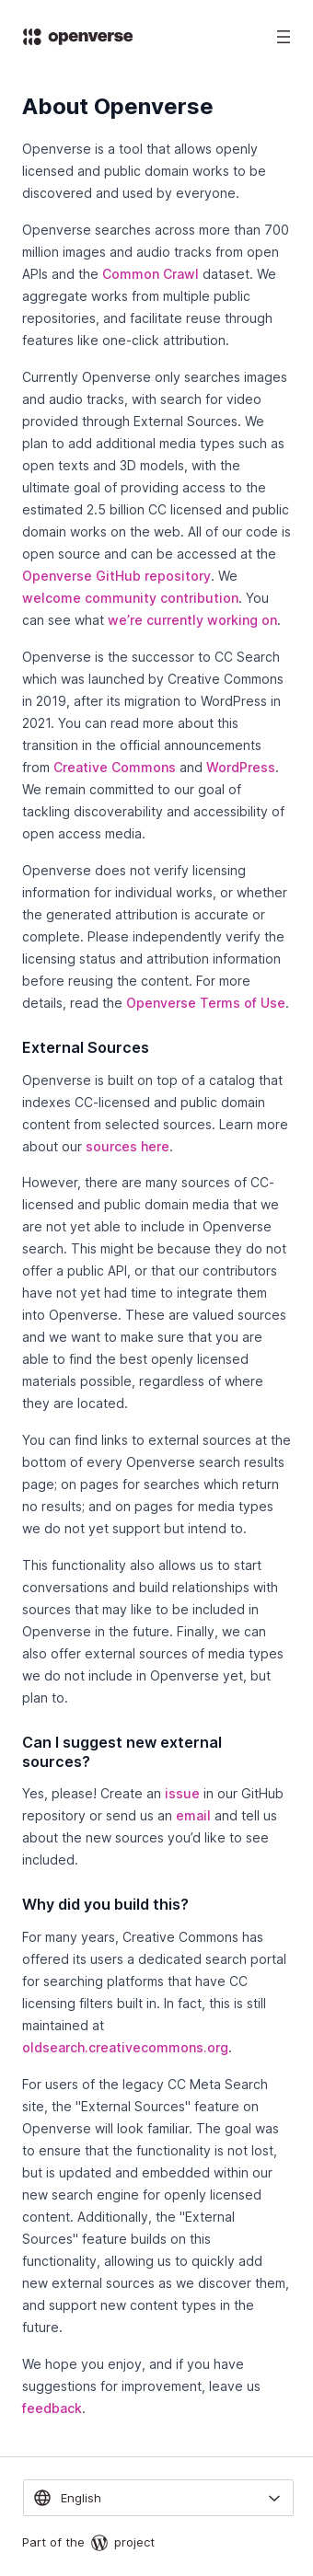 openverse
About Openverse
Openverse is a tool that allows openly
licensed and public domain works to be
discovered and used by everyone.
Openverse searches across more than 700
million images and audio tracks from open
APIs and the Common Crawl dataset. We
aggregate works from multiple public
repositories, and facilitate reuse through
features like one-click attribution.
Currently Openverse only searches images
and audio tracks, with search for video
provided through External Sources. We
plan to add additional media types such as
open texts and 3D models, with the
ultimate goal of providing access to the
estimated 2.5 billion CC licensed and public
domain works on the web. All of our code is
open source and can be accessed at the
Openverse GitHub repository. We
welcome community contribution. You
can see what we’re currently working on.
Openverse is the successor to CC Search
which was launched by Creative Commons
in 2019, after its migration to WordPress in
2021. You can read more about this
transition in the official announcements
from Creative Commons and WordPress.
We remain committed to our goal of
tackling discoverability and accessibility of
open access media.
Openverse does not verify licensing
information for individual works, or whether
the generated attribution is accurate or
complete. Please independently verify the
licensing status and attribution information
before reusing the content. For more
details, read the Openverse Terms of Use.
External Sources
Openverse is built on top of a catalog that
indexes CC-licensed and public domain
content from selected sources. Learn more
about our sources here.
However, there are many sources of CC-
licensed and public domain media that we
are not yet able to include in Openverse
search. This might be because they do not
offer a public API, or that our contributors
have not yet had time to integrate them
into Openverse. These are valued sources
and we want to make sure that you are
able to find the best openly licensed
materials possible, regardless of where
they are located.
You can find links to external sources at the
bottom of every Openverse search results
page; on pages for searches which return
no results; and on pages for media types
we do not yet support but intend to.
This functionality also allows us to start
conversations and build relationships with
sources that may like to be included in
Openverse in the future. Finally, we can
also offer external sources of media types
we do not include in Openverse yet, but
plan to.
Can I suggest new external
sources?
Yes, please! Create an issue in our GitHub
repository or send us an email and tell us
about the new sources you’d like to see
included.
Why did you build this?
For many years, Creative Commons has
offered its users a dedicated search portal
for searching platforms that have CC
licensing filters built in. In fact, this is still
maintained at
oldsearch.creativecommons.org.
For users of the legacy CC Meta Search
site, the "External Sources" feature on
Openverse will look familiar. The goal was
to ensure that the functionality is not lost,
but is updated and embedded within our
new search engine for openly licensed
content. Additionally, the "External
Sources" feature builds on this
functionality, allowing us to quickly add
new external sources as we discover them,
and support new content types in the
future.
We hope you enjoy, and if you have
suggestions for improvement, leave us
feedback.
English
Part of the project